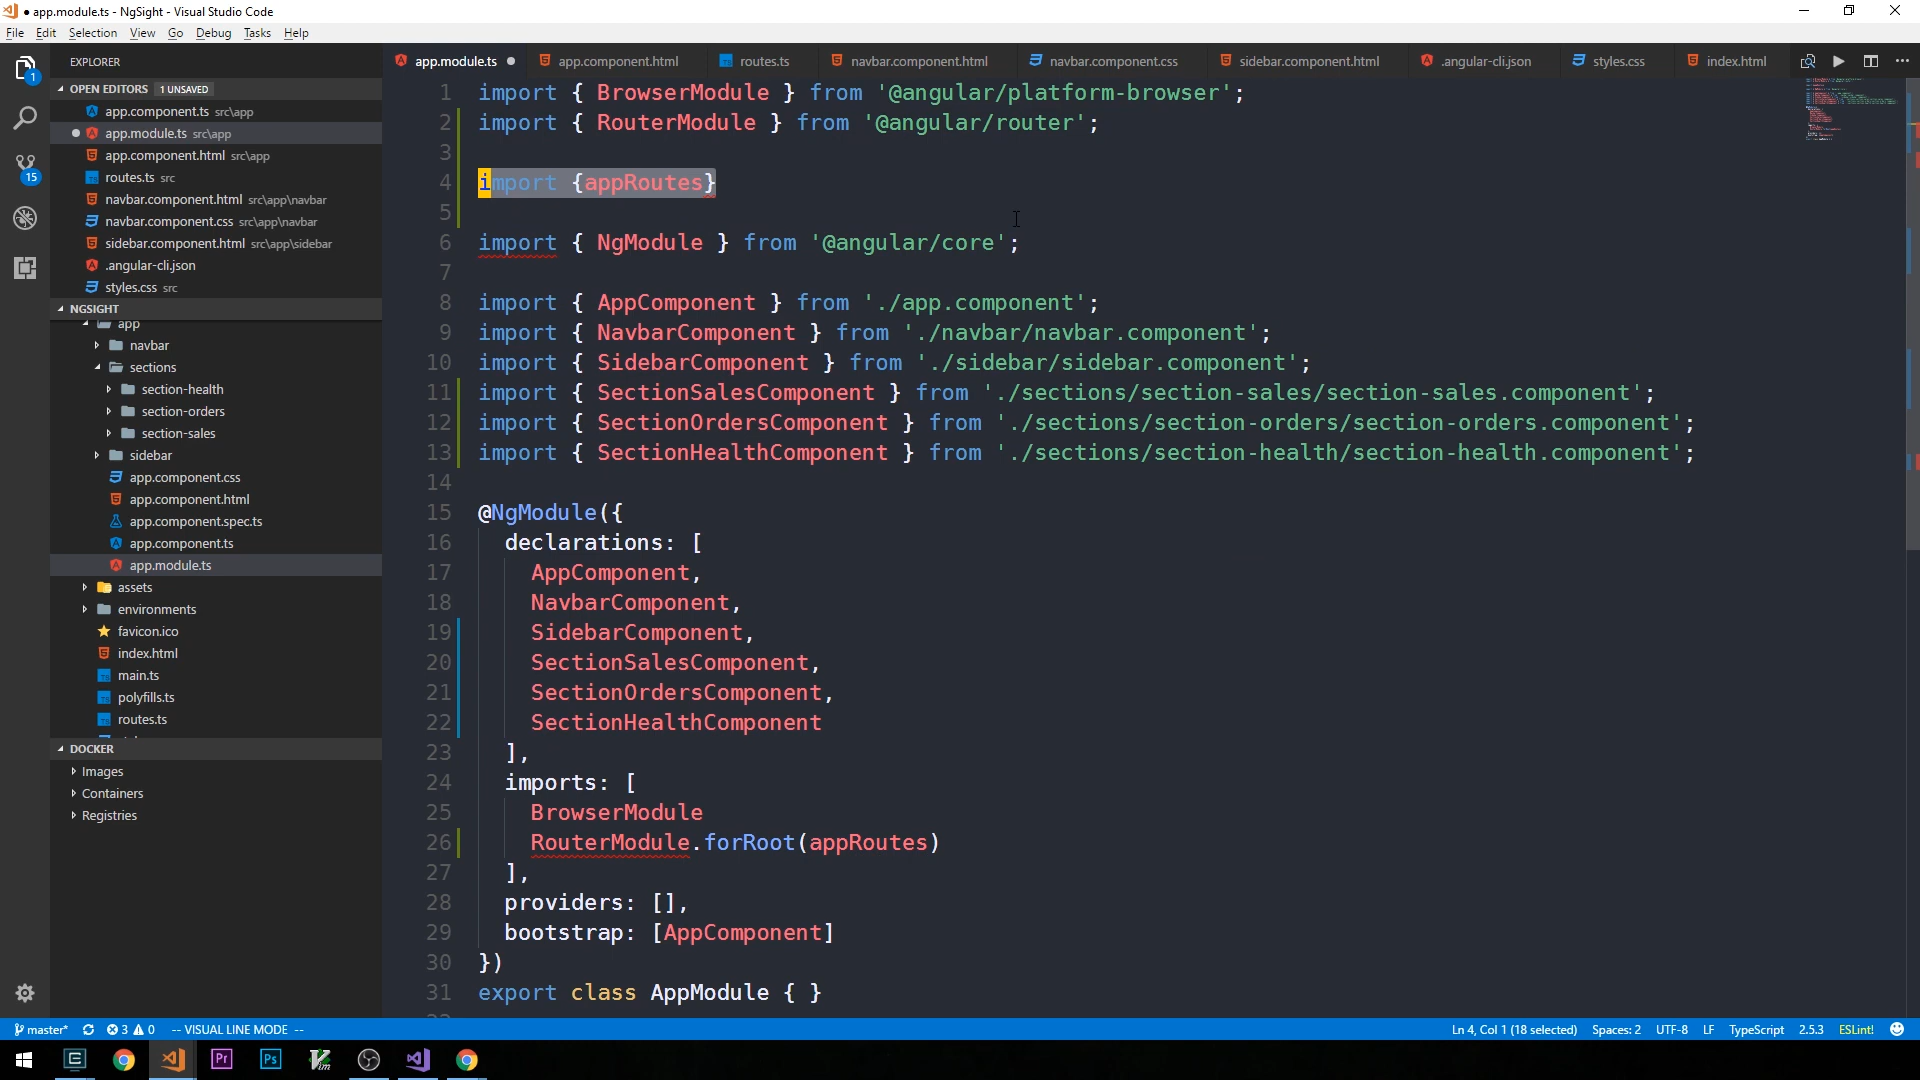 app.module.ts - NgSight - Visual Studio Code
File Edit Selection View Go Debug Tasks Help
EXPLORER
OPEN EDITORS 1 UNSAVED
app.component.ts src\app
app.module.ts src\app
app.component.html src\app
routes.ts src
navbar.component.html src\app\navbar
navbar.component.css src\app\navbar
sidebar.component.html src\app\sidebar
.angular-cli.json
styles.css src
NGSIGHT
app
navbar
sections
section-health
section-orders
section-sales
sidebar
app.component.css
app.component.html
app.component.spec.ts
app.component.ts
app.module.ts
assets
environments
favicon.ico
index.html
main.ts
polyfills.ts
routes.ts
DOCKER
Images
Containers
Registries
1
15
app.module.ts app.component.html routes.ts navbar.component.html navbar.component.css sidebar.component.html .angular-cli.json styles.css index.html
1 import { BrowserModule } from '@angular/platform-browser';
2 import { RouterModule } from '@angular/router';
3
4 import {appRoutes}
5
6 import { NgModule } from '@angular/core';
7
8 import { AppComponent } from './app.component';
9 import { NavbarComponent } from './navbar/navbar.component';
10 import { SidebarComponent } from './sidebar/sidebar.component';
11 import { SectionSalesComponent } from './sections/section-sales/section-sales.component';
12 import { SectionOrdersComponent } from './sections/section-orders/section-orders.component';
13 import { SectionHealthComponent } from './sections/section-health/section-health.component';
14
15 @NgModule({
16 declarations: [
17 AppComponent,
18 NavbarComponent,
19 SidebarComponent,
20 SectionSalesComponent,
21 SectionOrdersComponent,
22 SectionHealthComponent
23 ],
24 imports: [
25 BrowserModule
26 RouterModule.forRoot(appRoutes)
27 ],
28 providers: [],
29 bootstrap: [AppComponent]
30 })
31 export class AppModule { }
master* 3 0 -- VISUAL LINE MODE -- Ln 4, Col 1 (18 selected) Spaces: 2 UTF-8 LF TypeScript 2.5.3 ESLint!
Pr Ps Vim